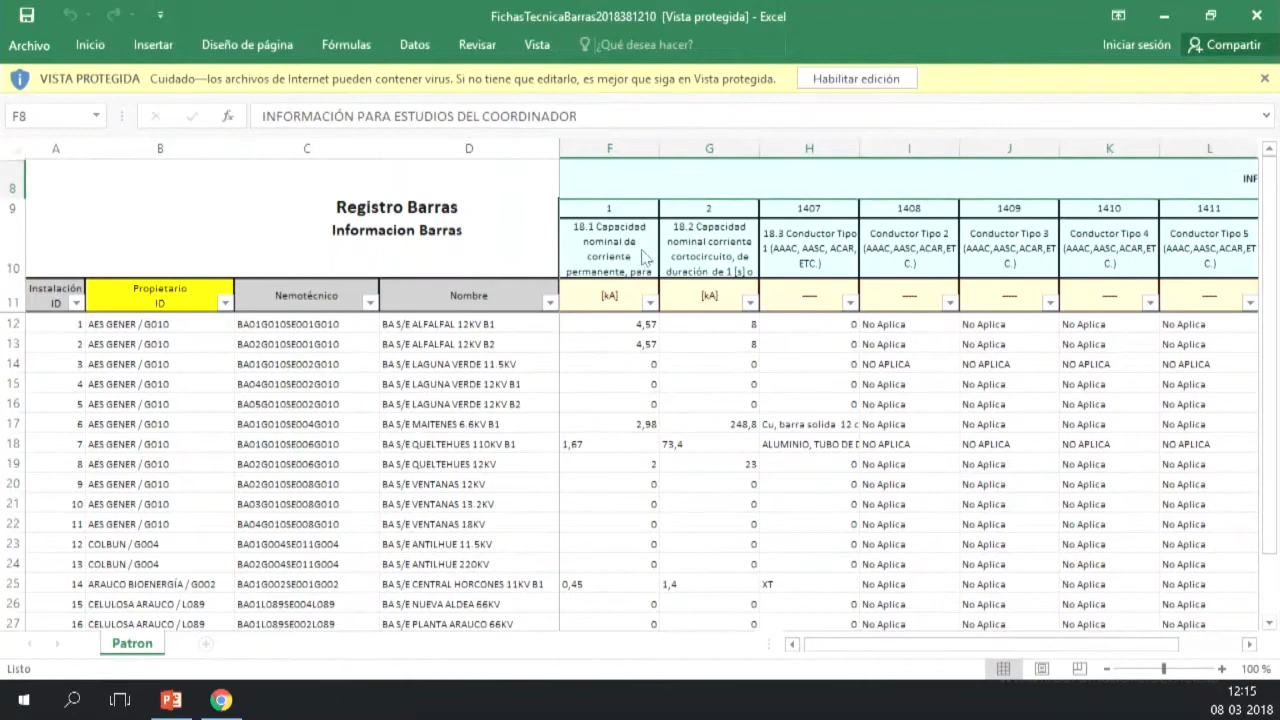 FichasTecnicaBarras2018381210 [Vista protegida] - Excel
Archivo Inicio Insertar Diseño de página Fórmulas Datos Revisar Vista ¿Qué desea hacer? Iniciar sesión Compartir
VISTA PROTEGIDA Cuidado—los archivos de Internet pueden contener virus. Si no tiene que editarlo, es mejor que siga en Vista protegida. Habilitar edición
F8 fx INFORMACIÓN PARA ESTUDIOS DEL COORDINADOR
A B C D F G H I J K L
8 INF
9 Registro Barras 1 2 1407 1408 1409 1410 1411
Informacion Barras
10 18.1 Capacidad nominal de corriente permanente, para 18.2 Capacidad nominal corriente cortocircuito, de duración de 1 [s] o 18.3 Conductor Tipo 1 (AAAC, AASC, ACAR, ETC.) Conductor Tipo 2 (AAAC,AASC,ACAR,ETC.) Conductor Tipo 3 (AAAC,AASC,ACAR,ETC.) Conductor Tipo 4 (AAAC,AASC,ACAR,ETC.) Conductor Tipo 5 (AAAC,AASC,ACAR,ETC.)
11 Instalación ID Propietario ID Nemotécnico Nombre [kA] [kA] ---- ---- ---- ---- ----
12 1 AES GENER / G010 BA01G010SE001G010 BA S/E ALFALFAL 12KV B1 4,57 8 0 No Aplica No Aplica No Aplica No Aplica
13 2 AES GENER / G010 BA02G010SE001G010 BA S/E ALFALFAL 12KV B2 4,57 8 0 No Aplica No Aplica No Aplica No Aplica
14 3 AES GENER / G010 BA01G010SE002G010 BA S/E LAGUNA VERDE 11.5KV 0 0 0 NO APLICA NO APLICA NO APLICA NO APLICA
15 4 AES GENER / G010 BA04G010SE002G010 BA S/E LAGUNA VERDE 12KV B1 0 0 0 No Aplica No Aplica No Aplica No Aplica
16 5 AES GENER / G010 BA05G010SE002G010 BA S/E LAGUNA VERDE 12KV B2 0 0 0 No Aplica No Aplica No Aplica No Aplica
17 6 AES GENER / G010 BA01G010SE004G010 BA S/E MAITENES 6.6KV B1 2,98 248,8 Cu, barra solida 12 c No Aplica No Aplica No Aplica No Aplica
18 7 AES GENER / G010 BA01G010SE006G010 BA S/E QUELTEHUES 110KV B1 1,67 73,4 ALUMINIO, TUBO DE D NO APLICA NO APLICA NO APLICA NO APLICA
19 8 AES GENER / G010 BA02G010SE006G010 BA S/E QUELTEHUES 12KV 2 23 0 No Aplica No Aplica No Aplica No Aplica
20 9 AES GENER / G010 BA02G010SE008G010 BA S/E VENTANAS 12KV 0 0 0 No Aplica No Aplica No Aplica No Aplica
21 10 AES GENER / G010 BA03G010SE008G010 BA S/E VENTANAS 13.2KV 0 0 0 No Aplica No Aplica No Aplica No Aplica
22 11 AES GENER / G010 BA04G010SE008G010 BA S/E VENTANAS 18KV 0 0 0 No Aplica No Aplica No Aplica No Aplica
23 12 COLBUN / G004 BA01G004SE011G004 BA S/E ANTILHUE 11.5KV 0 0 0 No Aplica No Aplica No Aplica No Aplica
24 13 COLBUN / G004 BA02G004SE011G004 BA S/E ANTILHUE 220KV 0 0 0 No Aplica No Aplica No Aplica No Aplica
25 14 ARAUCO BIOENERGÍA / G002 BA01G002SE001G002 BA S/E CENTRAL HORCONES 11KV B1 0,45 1,4 XT No Aplica No Aplica No Aplica No Aplica
26 15 CELULOSA ARAUCO / L089 BA01L089SE004L089 BA S/E NUEVA ALDEA 66KV 0 0 0 No Aplica No Aplica No Aplica No Aplica
27 16 CELULOSA ARAUCO / L089 BA01L089SE002L089 BA S/E PLANTA ARAUCO 66KV 0 0 0 No Aplica No Aplica No Aplica No Aplica
Patron
Listo 100 %
12:15
08-03-2018